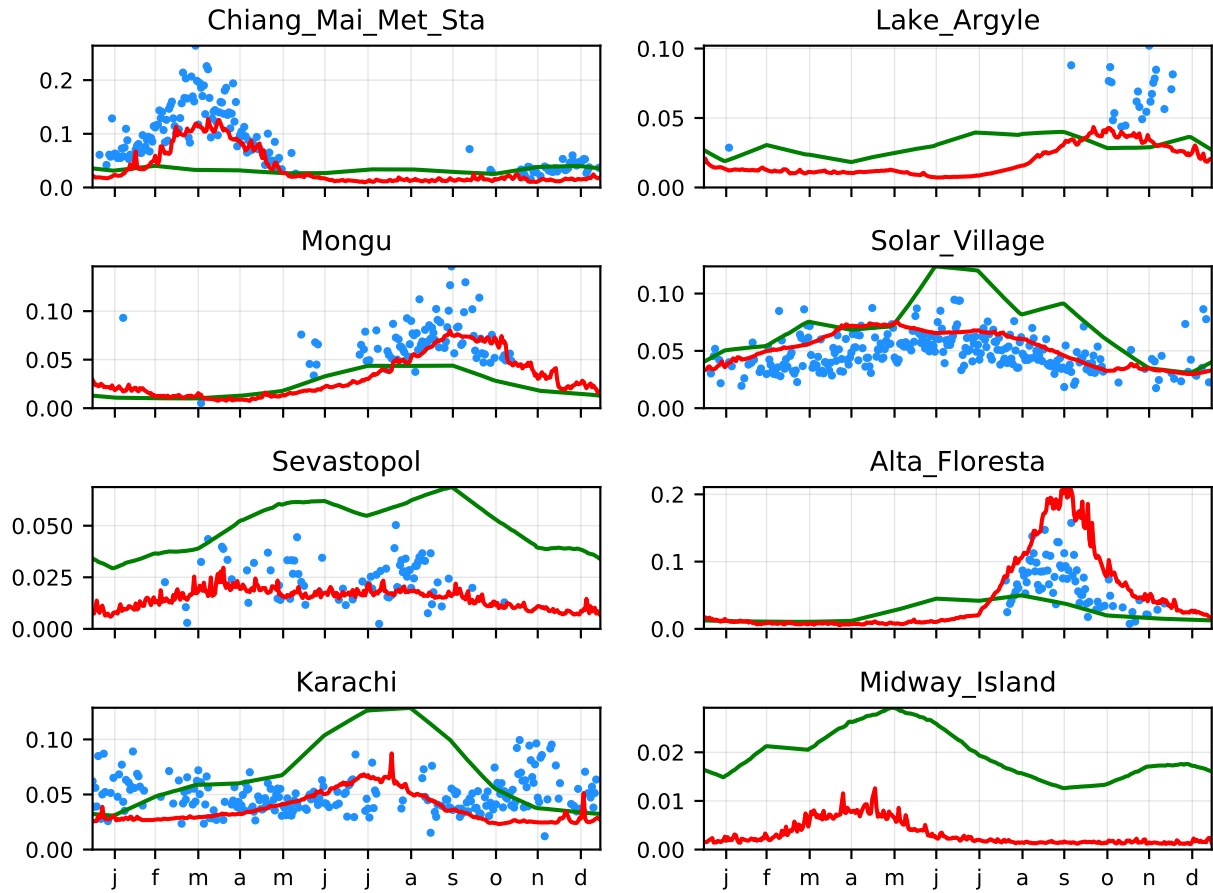 Chiang_Mai_Met_Sta
Lake_Argyle
0.2
0.1
0.0
0.10
0.05
0.00
Mongu
Solar_Village
0.10
0.05
0.00
0.10
0.05
0.00
Sevastopol
Alta_Floresta
0.050
0.025
0.000
0.2
0.1
0.0
Karachi
Midway_Island
0.10
0.05
0.00
0.02
0.01
0.00
j f m a m j j a s o n d
j f m a m j j a s o n d